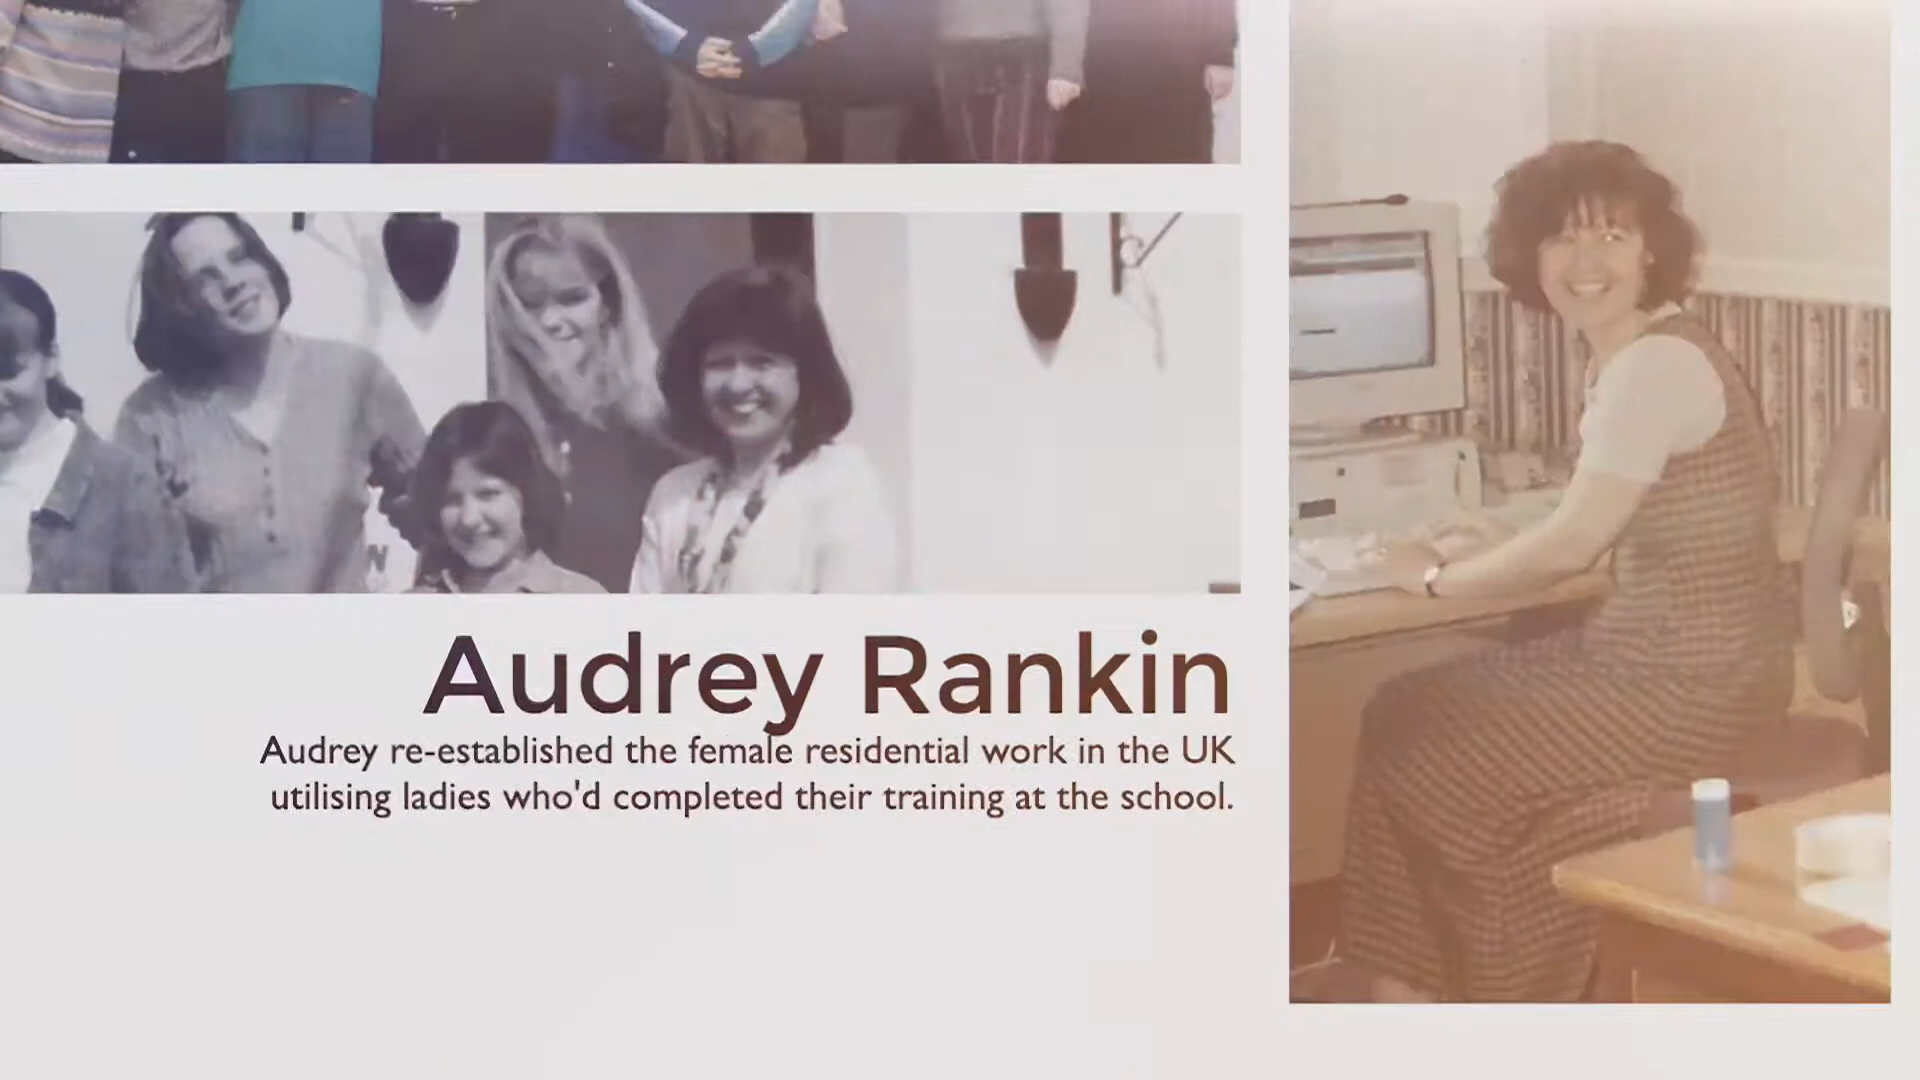 Audrey Rankin
Audrey re-established the female residential work in the UK
utilising ladies who'd completed their training at the school.